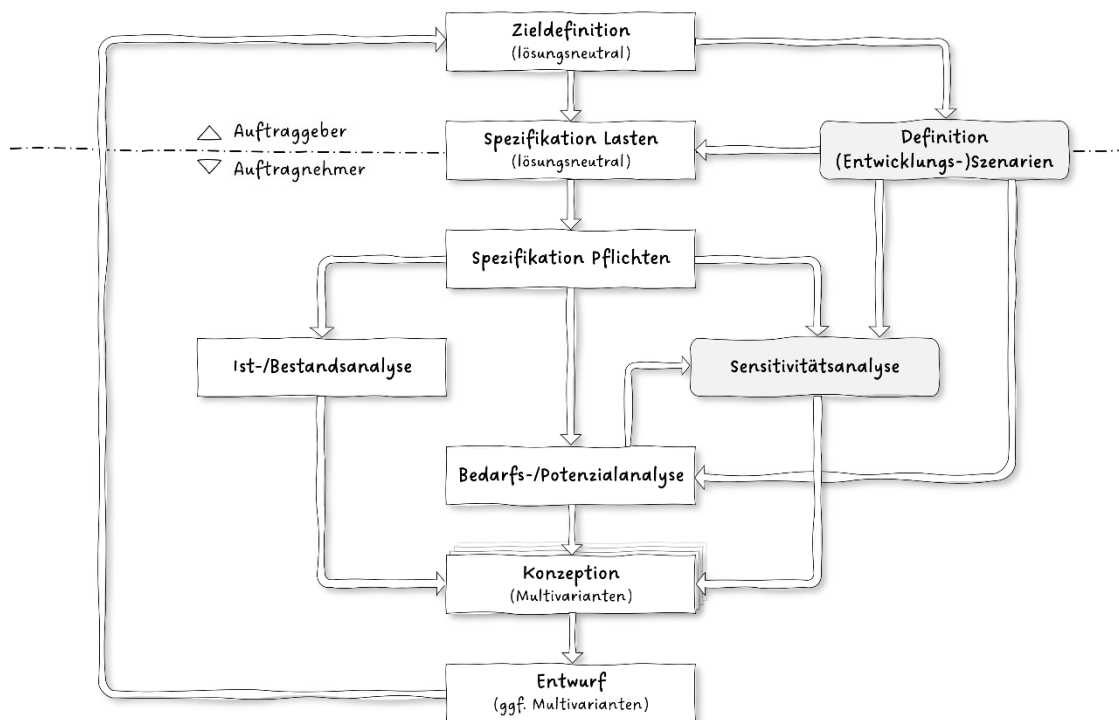 Zieldefinition
(lösungsneutral)
Auftraggeber
Auftragnehmer
Spezifikation Lasten
(lösungsneutral)
Definition
(Entwicklungs-)Szenarien
Spezifikation Pflichten
Ist-/Bestandsanalyse
Sensitivitätsanalyse
Bedarfs-/Potenzialanalyse
Konzeption
(Multivarianten)
Entwurf
(ggf. Multivarianten)